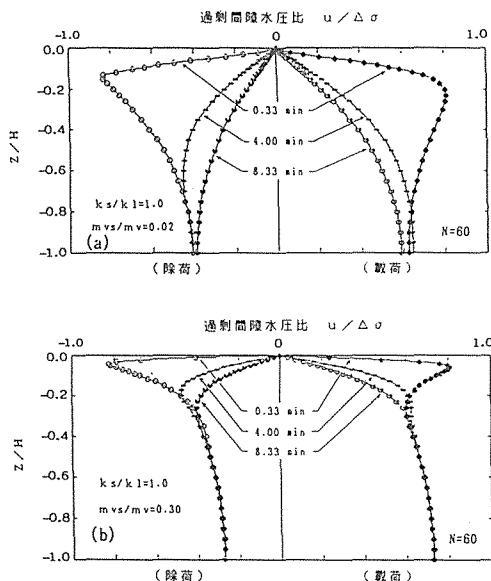 過剰間隙水圧比 u/Δσ
-1.0 0 1.0
0.0
-0.2
-0.4
-0.6
-0.8
-1.0
Z/H
0.33 min
4.00 min
8.33 min
ks/kl=1.0
mvs/mv=0.02
(a)
N=60
(除荷) (載荷)
過剰間隙水圧比 u/Δσ
-1.0 0 1.0
0.0
-0.2
-0.4
-0.6
-0.8
-1.0
Z/H
0.33 min
4.00 min
8.33 min
ks/kl=1.0
mvs/mv=0.30
(b)
N=60
(除荷) (載荷)